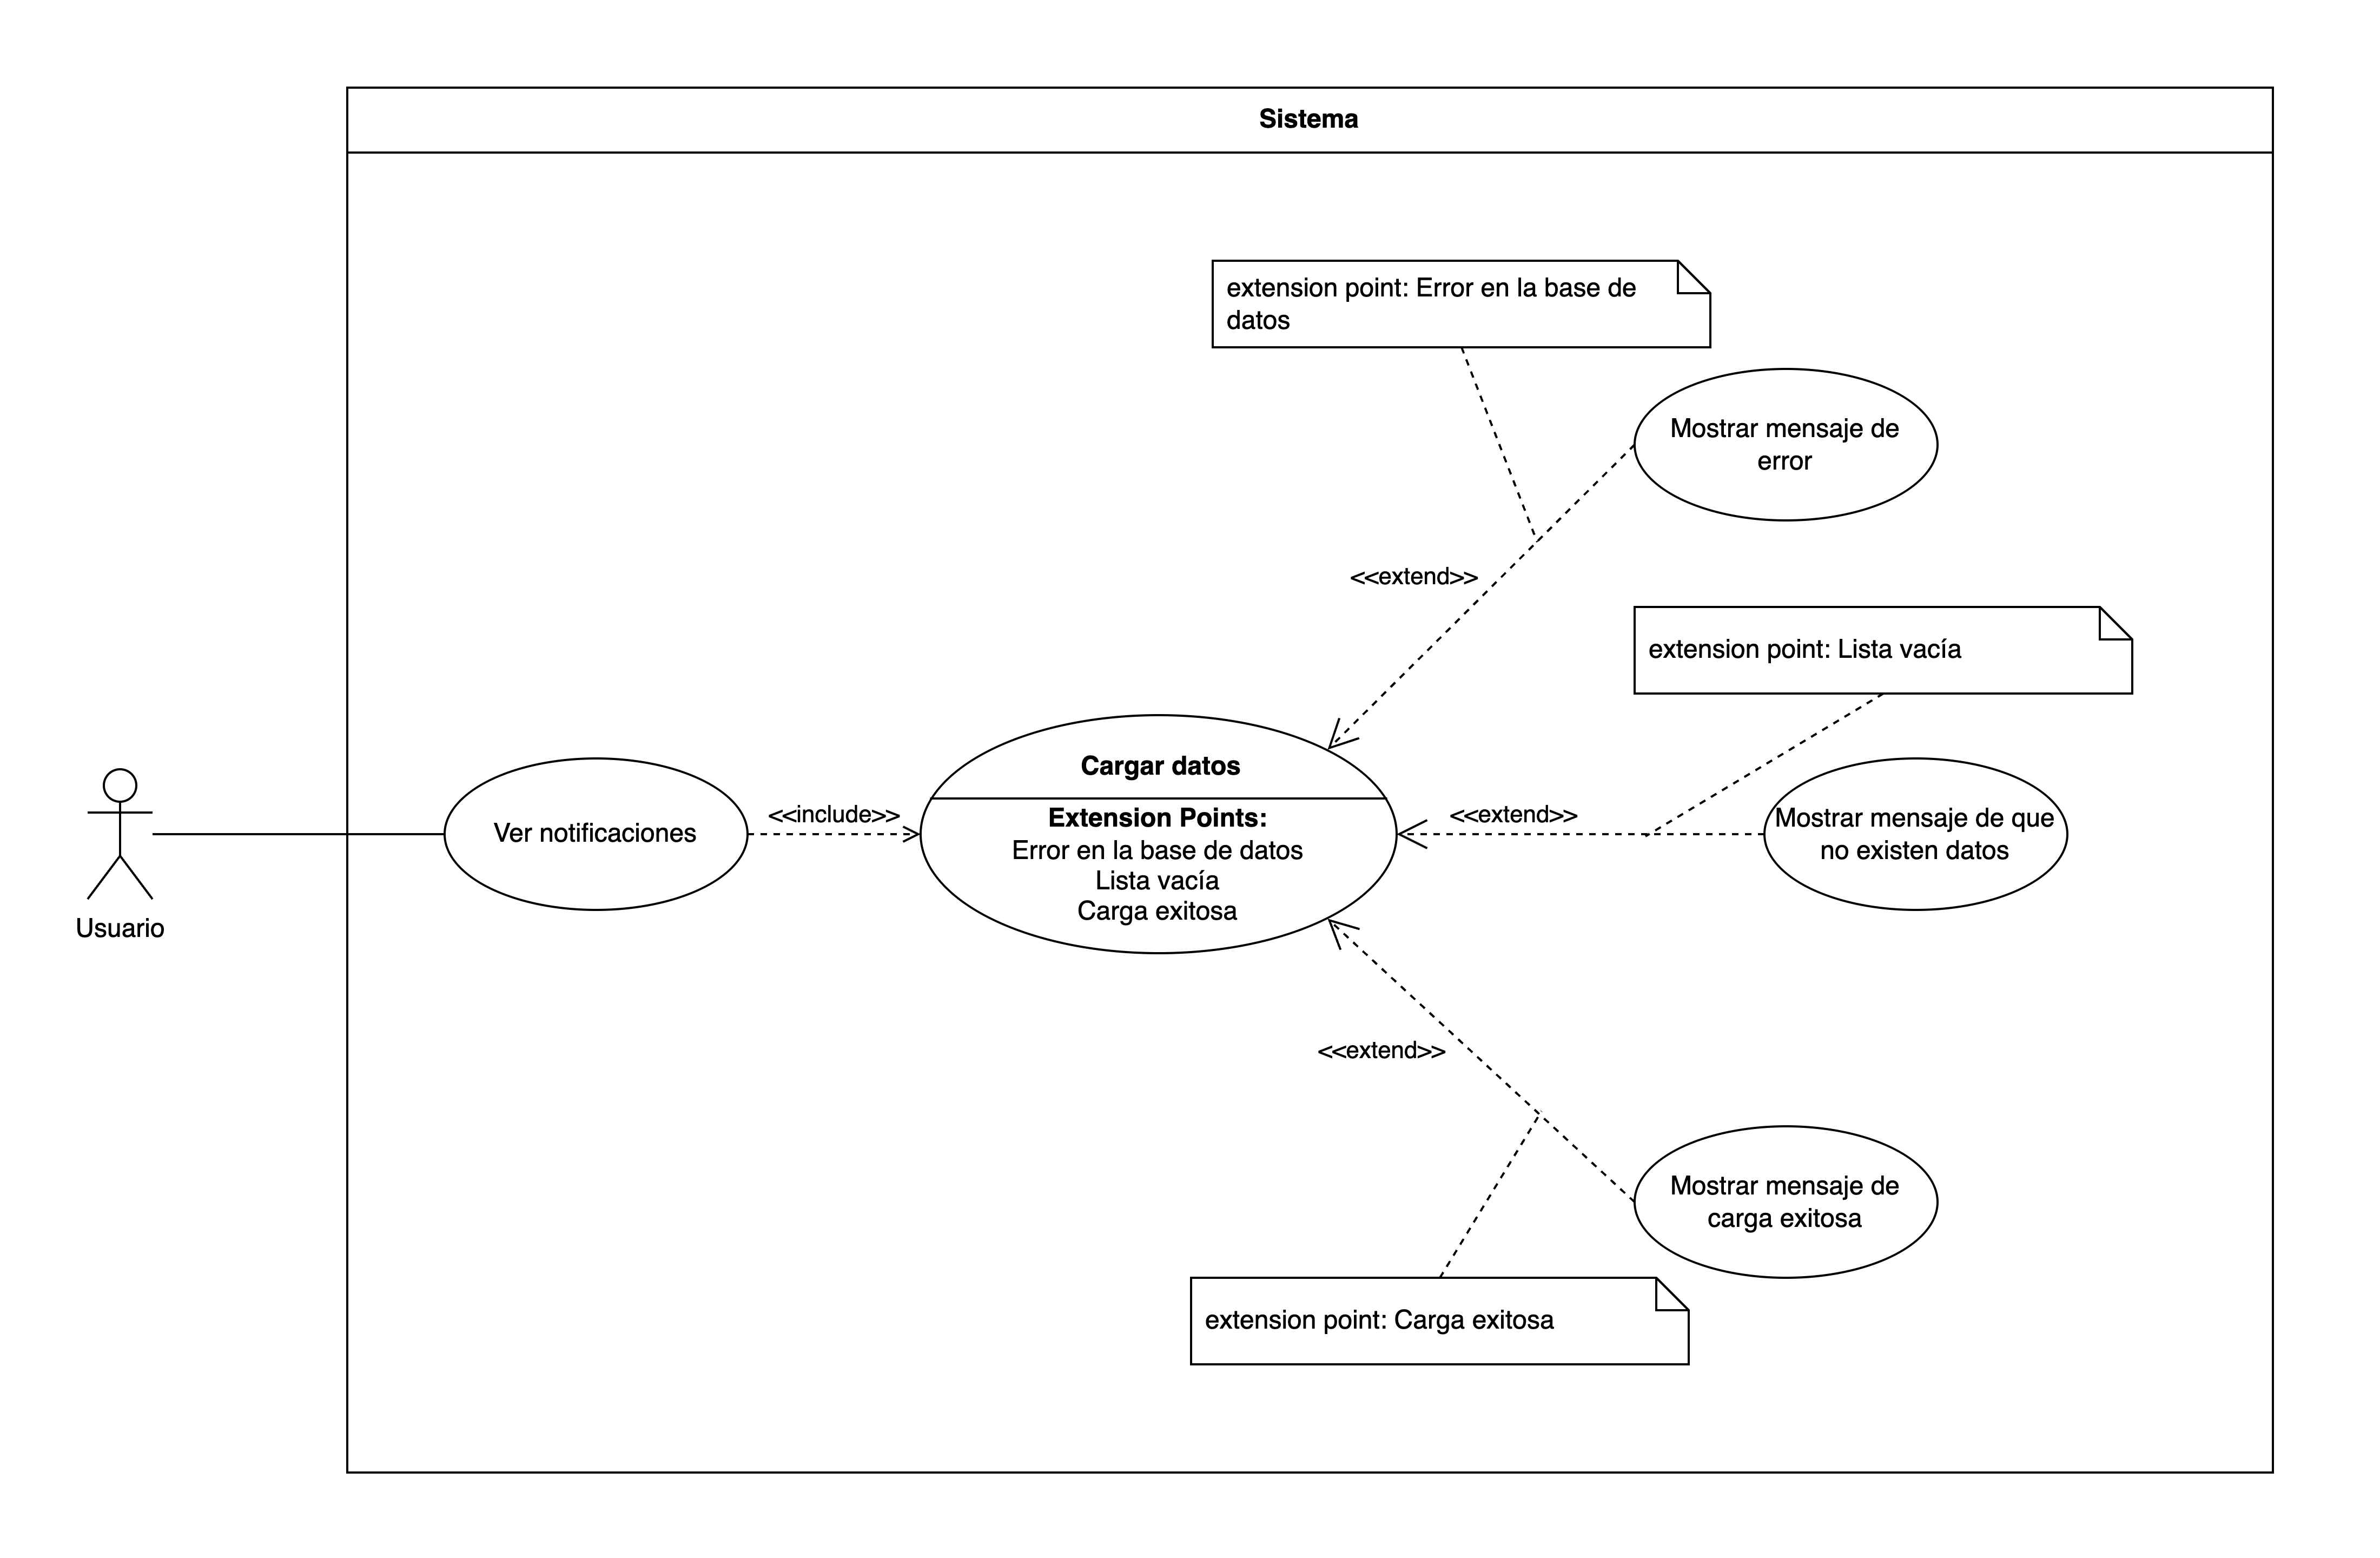 Sistema
extension point: Error en la base de
datos
Mostrar mensaje de
error
<<extend>>
extension point: Lista vacía
Cargar datos
Extension Points:
Error en la base de datos
Lista vacía
Carga exitosa
<<include>>
<<extend>>
Mostrar mensaje de que
no existen datos
Ver notificaciones
Usuario
<<extend>>
Mostrar mensaje de
carga exitosa
extension point: Carga exitosa